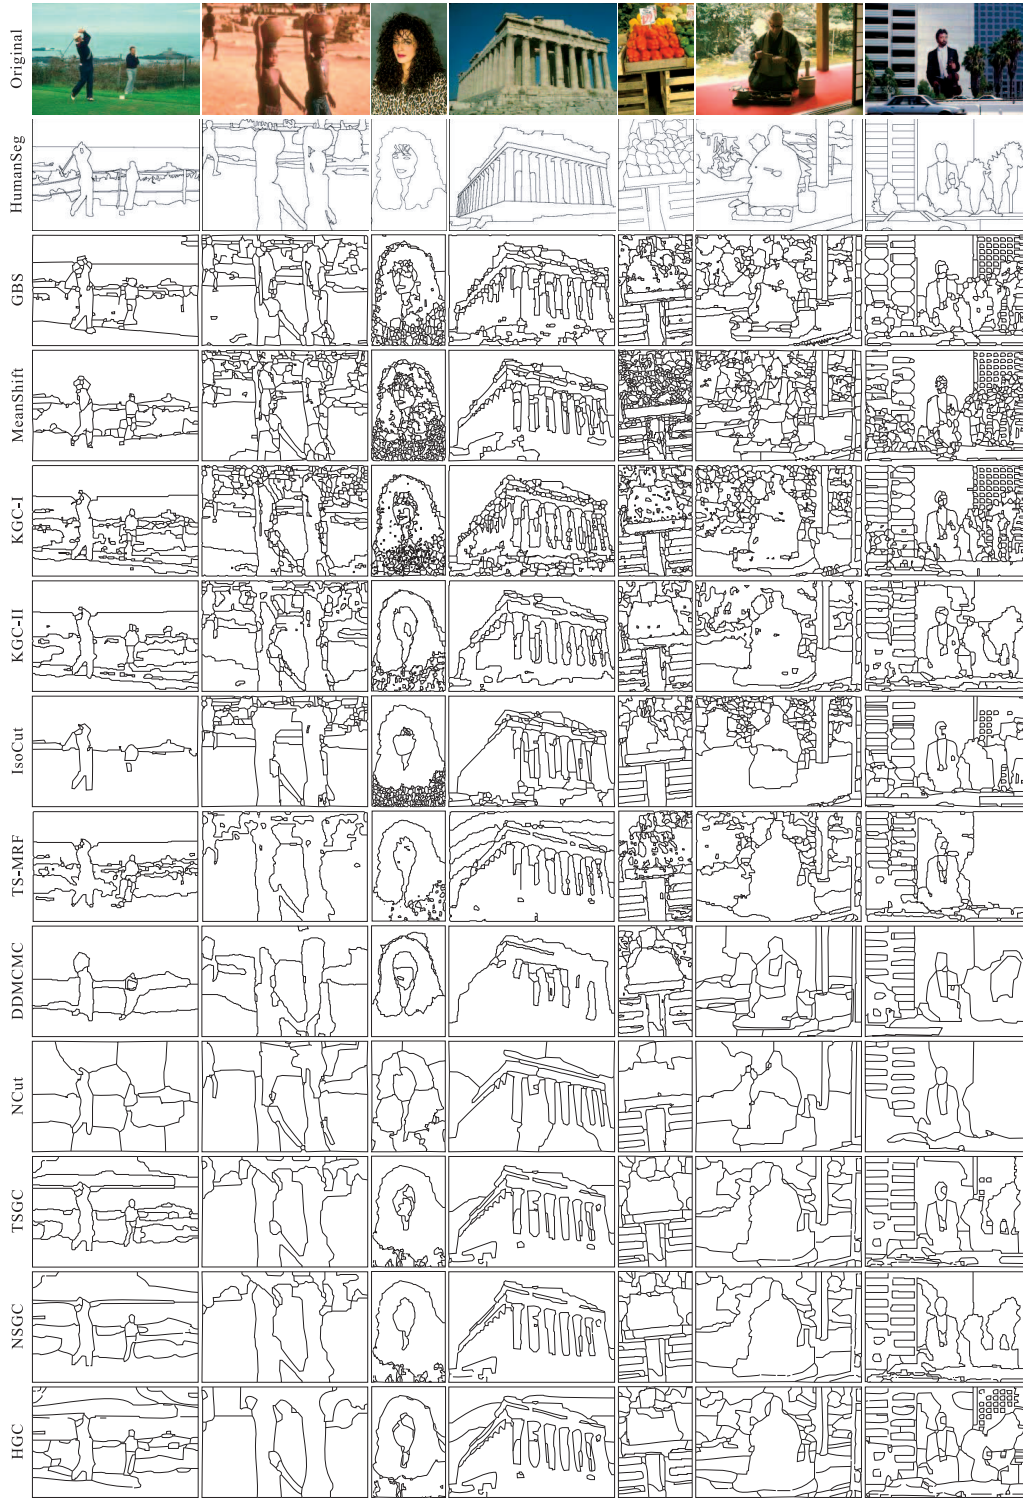 Original
HumanSeg
GBS
MeanShift
KGC-I
KGC-II
IsoCut
TS-MRF
DDMCMC
NCut
TSGC
NSGC
HGC